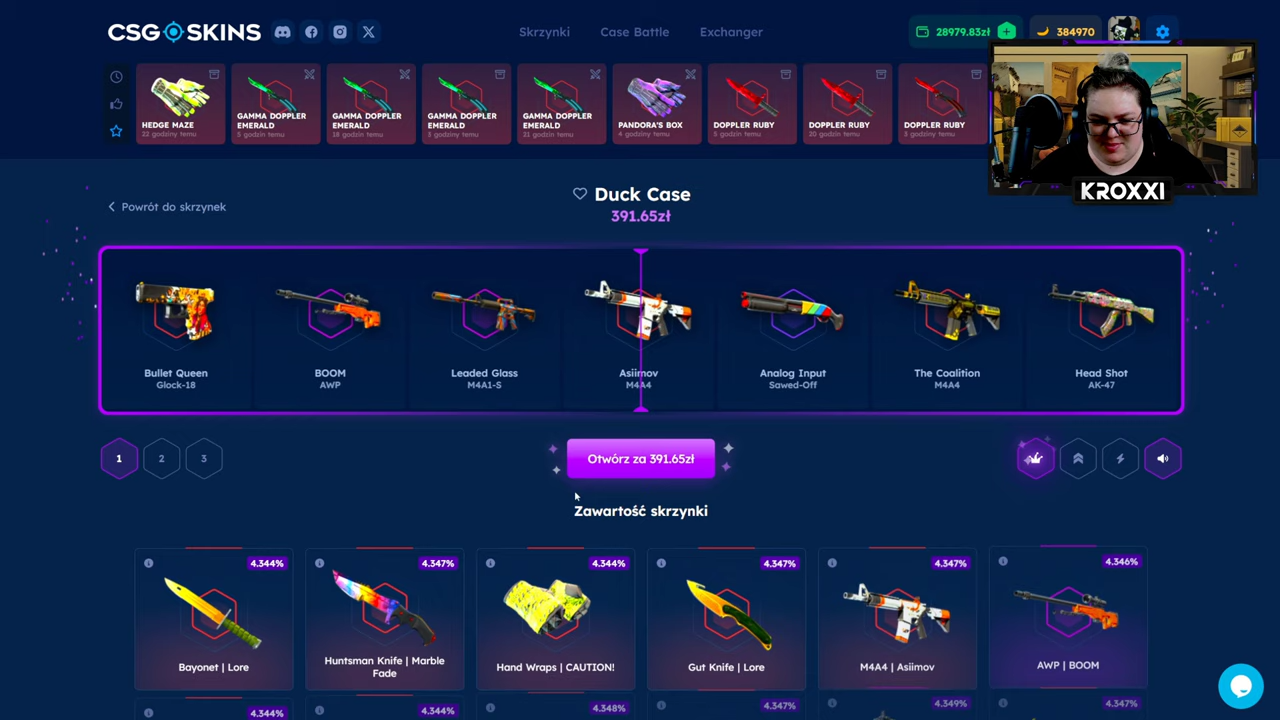 CSG SKINS
Skrzynki
Case Battle
Exchanger
28979.83zł
384970
HEDGE MAZE
22 godziny temu
GAMMA DOPPLER
EMERALD
5 godzin temu
GAMMA DOPPLER
EMERALD
18 godzin temu
GAMMA DOPPLER
EMERALD
3 godziny temu
GAMMA DOPPLER
EMERALD
21 godzin temu
PANDORA'S BOX
4 godziny temu
DOPPLER RUBY
5 godzin temu
DOPPLER RUBY
20 godzin temu
DOPPLER RUBY
3 godziny temu
KROXXI
Powrót do skrzynek
Duck Case
391.65zł
Bullet Queen
Glock-18
BOOM
AWP
Leaded Glass
M4A1-S
Asiimov
M4A4
Analog Input
Sawed-Off
The Coalition
M4A4
Head Shot
AK-47
1
2
3
Otwórz za 391.65zł
Zawartość skrzynki
4.344%
Bayonet | Lore
4.347%
Huntsman Knife | Marble
Fade
4.344%
Hand Wraps | CAUTION!
4.347%
Gut Knife | Lore
4.347%
M4A4 | Asiimov
4.346%
AWP | BOOM
4.344%
4.344%
4.348%
4.347%
4.349%
4.347%